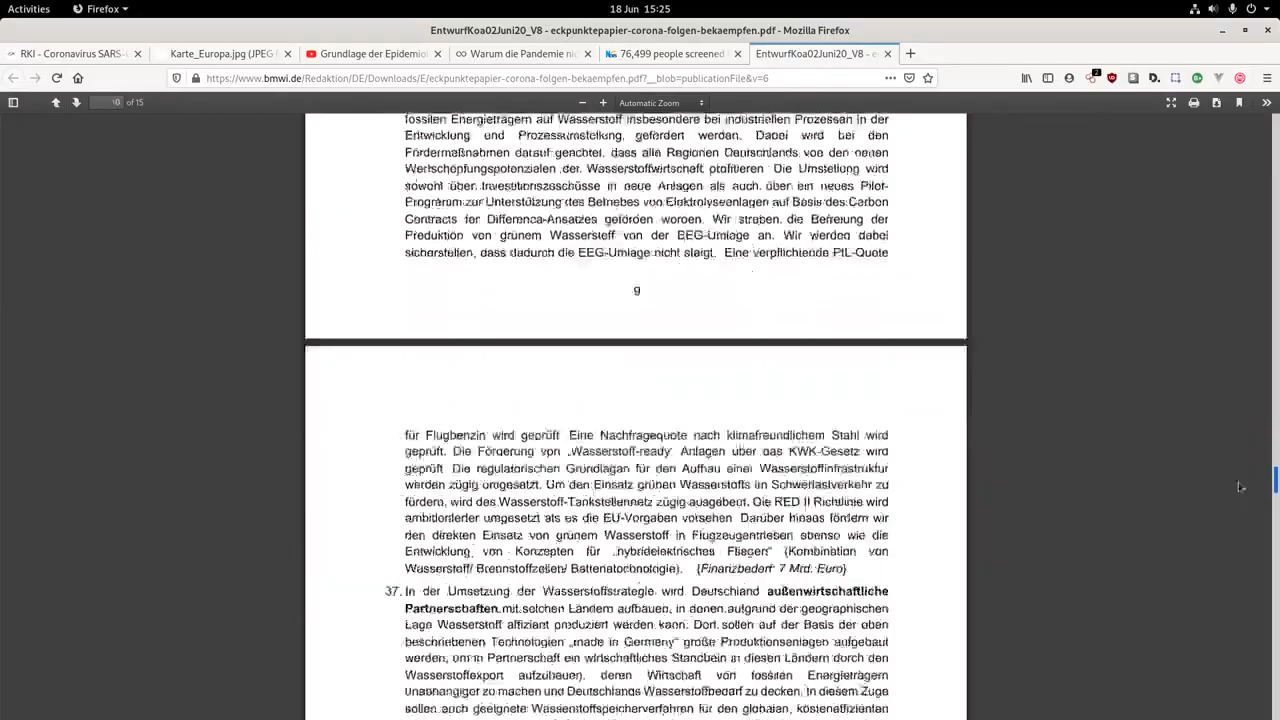 Activities Firefox 18 Jun 15:25
EntwurfKoa02Juni20_V8 - eckpunktepapier-corona-folgen-bekaempfen.pdf - Mozilla Firefox
RKI - Coronavirus SARS- Karte_Europa.jpg (JPEG Grundlage der Epidemiol Warum die Pandemie ni 76,499 people screened EntwurfKoa02Juni20_V8 - e
https://www.bmwi.de/Redaktion/DE/Downloads/E/eckpunktepapier-corona-folgen-bekaempfen.pdf?__blob=publicationFile&v=6
of 15 Automatic Zoom
fossilen Energieträgern auf Wasserstoff insbesondere bei industriellen Prozessen in der
Entwicklung und Prozessumstellung, gefördert werden. Dabei wird bei den
Fördermaßnahmen darauf geachtet, dass alle Regionen Deutschlands von den neuen
Wertschöpfungspotenzialen der Wasserstoffwirtschaft profitieren Die Umstellung wird
sowohl über Investitionszuschüsse in neue Anlagen als auch über ein neues Pilot-
Programm zur Unterstützung des Betriebes von Elektrolyseanlagen auf Basis des Carbon
Contracts for Difference-Ansatzes gefördert werden. Wir streben die Befreiung der
Produktion von grünem Wasserstoff von der EEG-Umlage an. Wir werden dabei
sicherstellen, dass dadurch die EEG-Umlage nicht steigt. Eine verpflichtende PtL-Quote
9
für Flugbenzin wird geprüft Eine Nachfragequote nach klimafreundlichem Stahl wird
geprüft. Die Förderung von „Wasserstoff-ready“ Anlagen über das KWK-Gesetz wird
geprüft Die regulatorischen Grundlagen für den Aufbau einer Wasserstoffinfrastruktur
werden zügig umgesetzt. Um den Einsatz grünen Wasserstoffs im Schwerlastverkehr zu
fördern, wird das Wasserstoff-Tankstellennetz zügig ausgebaut. Die RED II Richtlinie wird
ambitionierter umgesetzt als es die EU-Vorgaben vorsehen Darüber hinaus fördern wir
den direkten Einsatz von grünem Wasserstoff in Flugzeugantrieben ebenso wie die
Entwicklung von Konzepten für „hybridelektrisches Fliegen“ (Kombination von
Wasserstoff/ Brennstoffzellen/ Batterietechnologie). {Finanzbedarf 7 Mrd. Euro}
37. In der Umsetzung der Wasserstoffstrategie wird Deutschland außenwirtschaftliche
Partnerschaften mit solchen Ländern aufbauen, in denen aufgrund der geographischen
Lage Wasserstoff effizient produziert werden kann. Dort sollen auf der Basis der oben
beschriebenen Technologien „made in Germany“ große Produktionsanlagen aufgebaut
werden, um in Partnerschaft ein wirtschaftliches Standbein in diesen Ländern durch den
Wasserstoffexport aufzubauen, deren Wirtschaft von fossilen Energieträgern
unabhängiger zu machen und Deutschlands Wasserstoffbedarf zu decken In diesem Zuge
sollen auch geeignete Wasserstoffspeicherverfahren für den globalen, kosteneffizienten